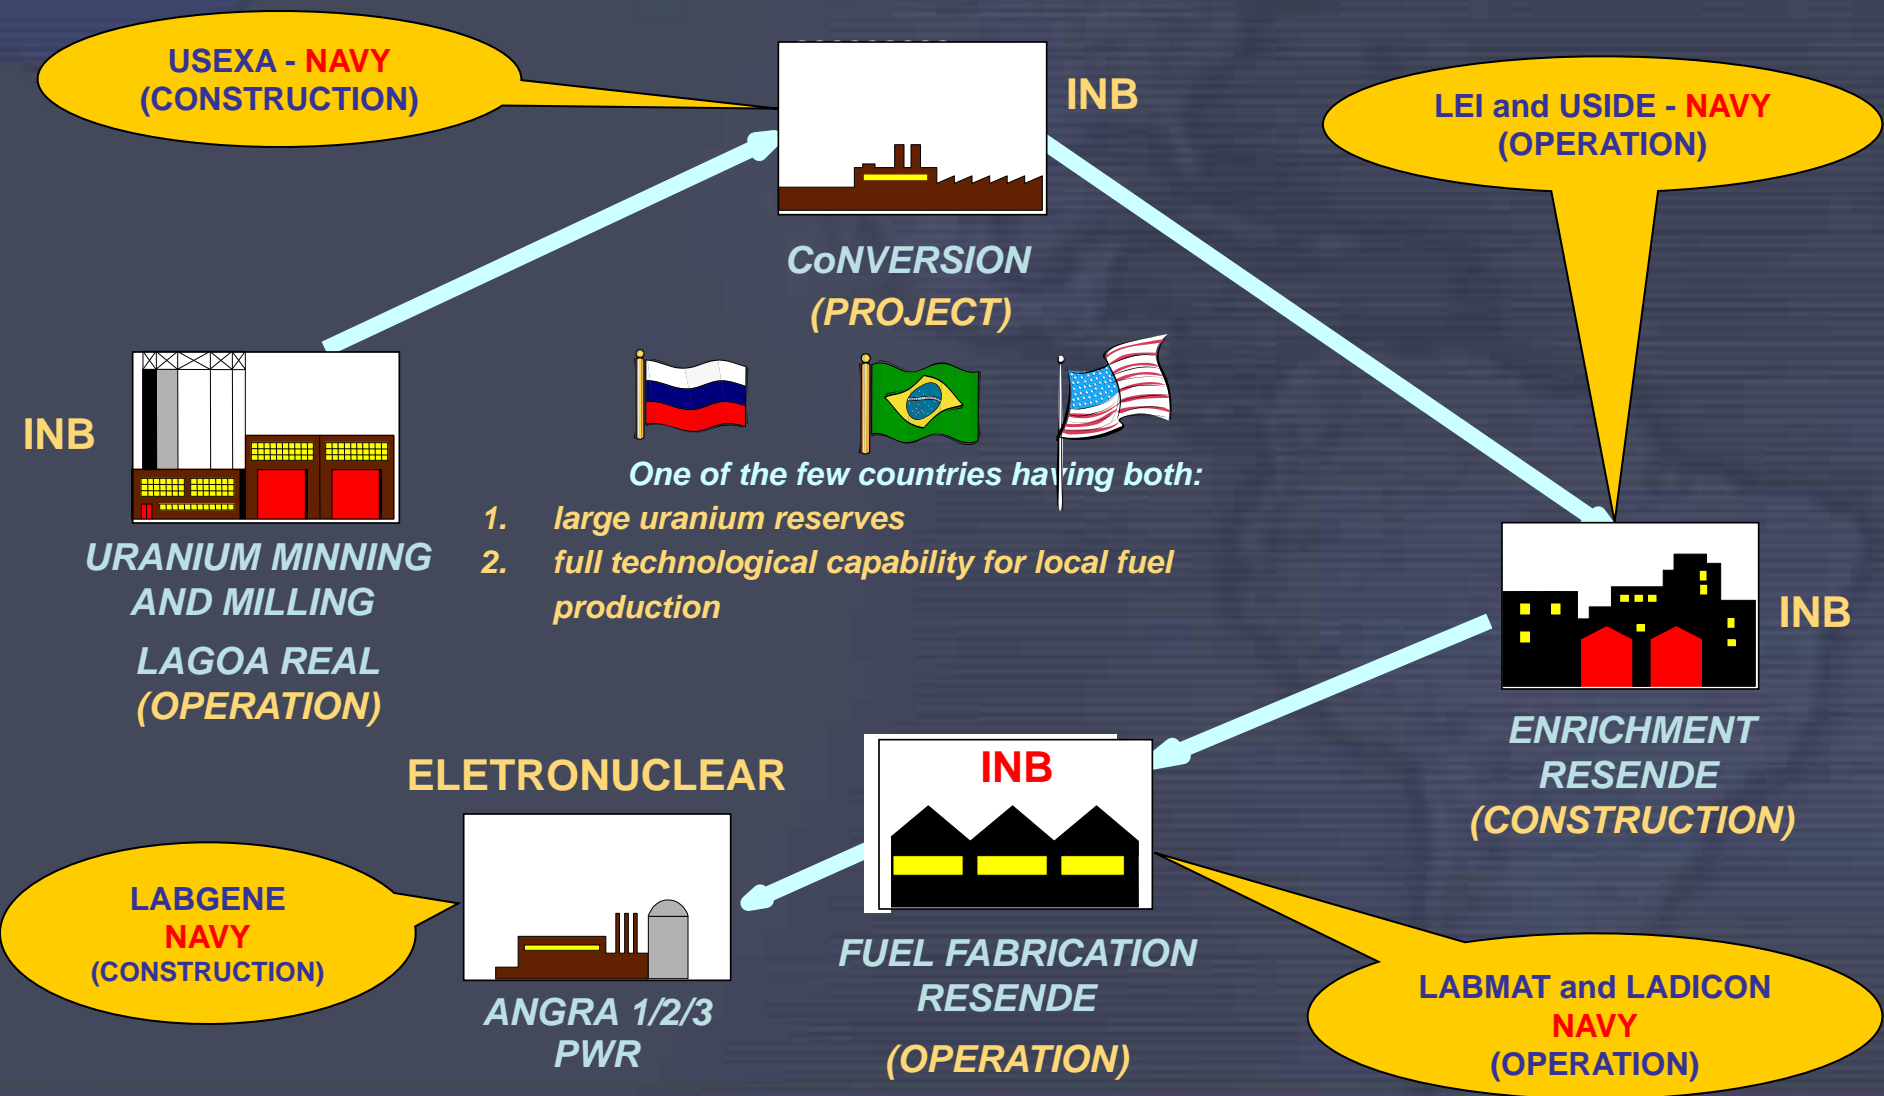 USEXA - NAVY
(CONSTRUCTION)
INB
LEI and USIDE - NAVY
(OPERATION)
CoNVERSION
(PROJECT)
INB
One of the few countries having both:
1. large uranium reserves
2. full technological capability for local fuel
production
URANIUM MINNING
AND MILLING
LAGOA REAL
(OPERATION)
INB
ENRICHMENT
RESENDE
(CONSTRUCTION)
ELETRONUCLEAR
INB
LABGENE
NAVY
(CONSTRUCTION)
ANGRA 1/2/3
PWR
FUEL FABRICATION
RESENDE
(OPERATION)
LABMAT and LADICON
NAVY
(OPERATION)